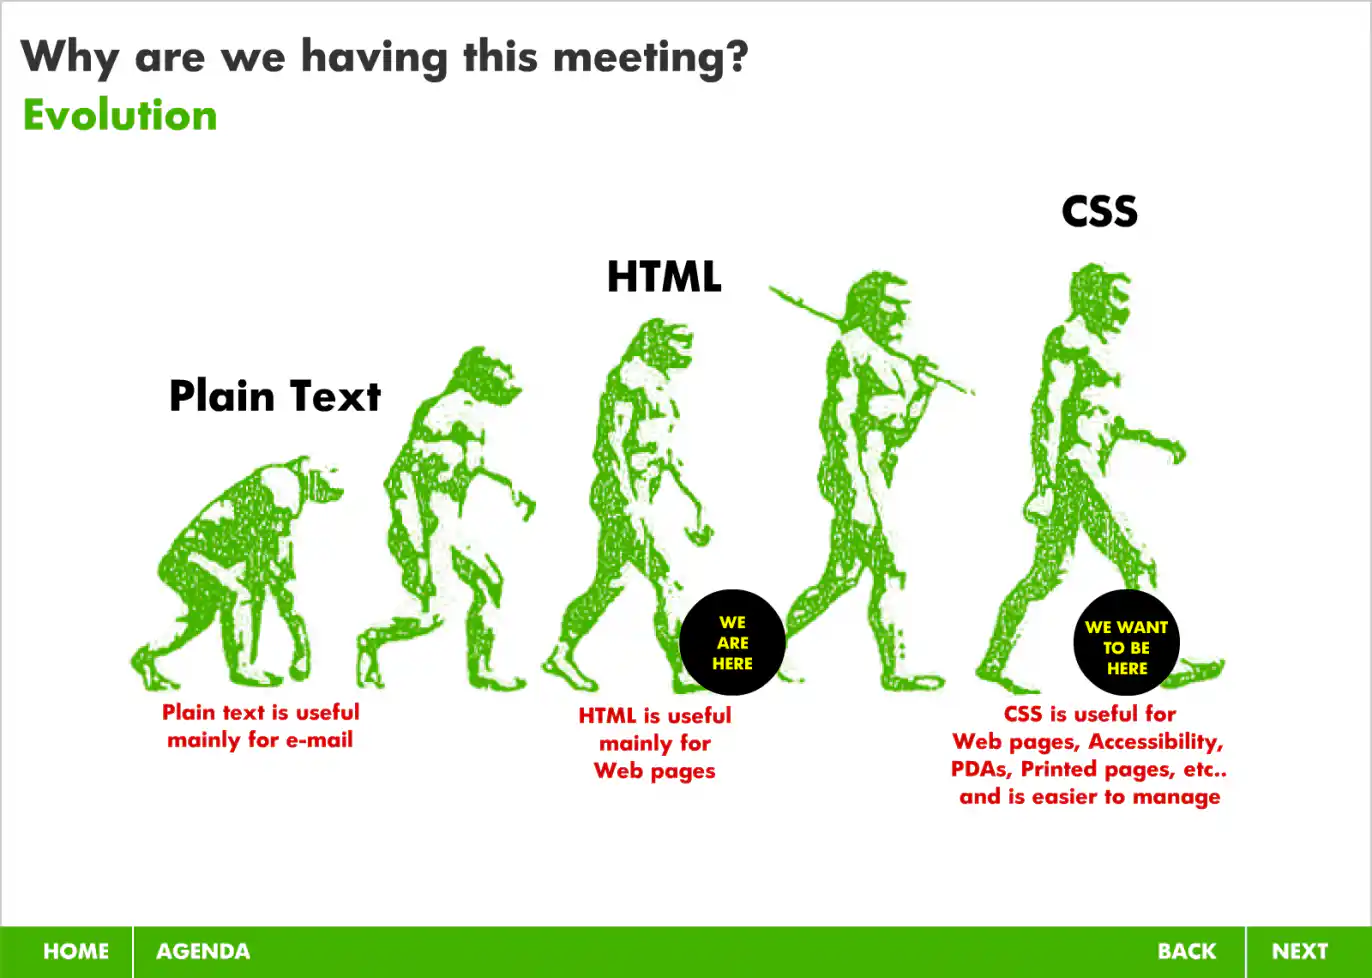 Why are we having this meeting?
Evolution
CSS
HTML
Plain Text
WE
ARE
HERE
WE WANT
TO BE
HERE
Plain text is useful
mainly for e-mail
HTML is useful
mainly for
Web pages
CSS is useful for
Web pages, Accessibility,
PDAs, Printed pages, etc..
and is easier to manage
HOME
AGENDA
BACK
NEXT